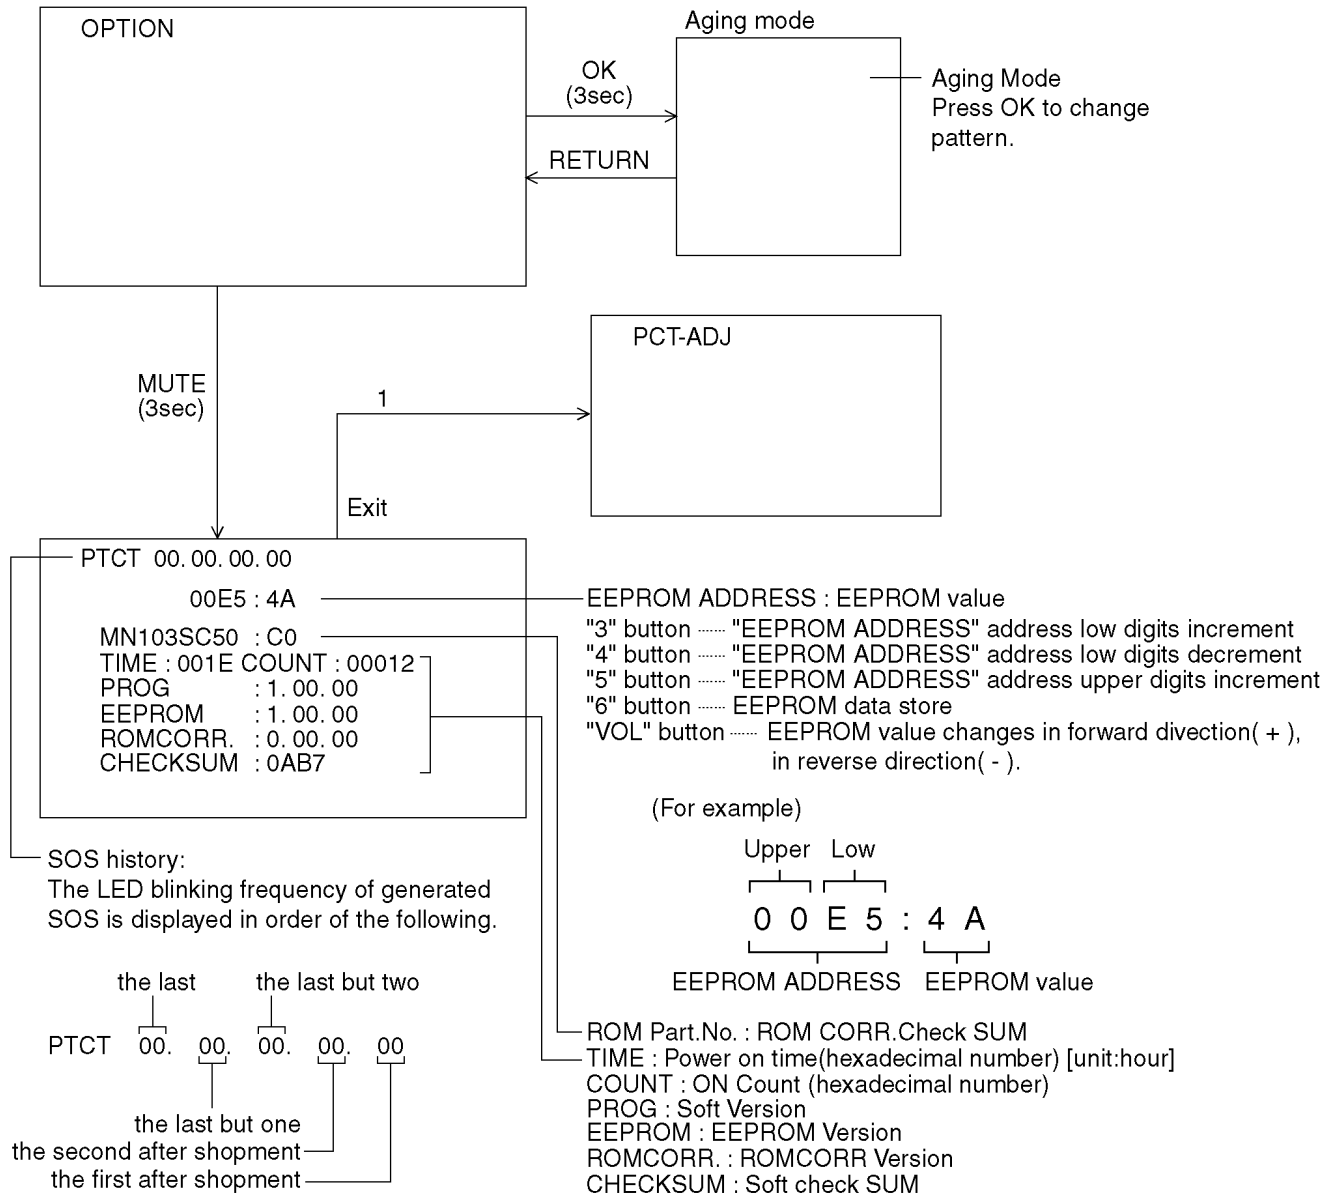 OPTION
Aging mode
OK
(3sec)
RETURN
Aging Mode
Press OK to change
pattern.
MUTE
(3sec)
1
Exit
PCT-ADJ
PTCT 00. 00. 00. 00
00E5 : 4A
MN103SC50 : C0
TIME : 001E COUNT : 00012
PROG : 1. 00. 00
EEPROM : 1. 00. 00
ROMCORR. : 0. 00. 00
CHECKSUM : 0AB7
EEPROM ADDRESS : EEPROM value
"3" button ······ "EEPROM ADDRESS" address low digits increment
"4" button ······ "EEPROM ADDRESS" address low digits decrement
"5" button ······ "EEPROM ADDRESS" address upper digits increment
"6" button ······ EEPROM data store
"VOL" button ······ EEPROM value changes in forward divection( + ),
in reverse direction( - ).
(For example)
Upper Low
0 0 E 5 : 4 A
EEPROM ADDRESS EEPROM value
SOS history:
The LED blinking frequency of generated
SOS is displayed in order of the following.
the last the last but two
PTCT 00. 00. 00. 00. 00
the last but one
the second after shopment
the first after shopment
ROM Part.No. : ROM CORR.Check SUM
TIME : Power on time(hexadecimal number) [unit:hour]
COUNT : ON Count (hexadecimal number)
PROG : Soft Version
EEPROM : EEPROM Version
ROMCORR. : ROMCORR Version
CHECKSUM : Soft check SUM